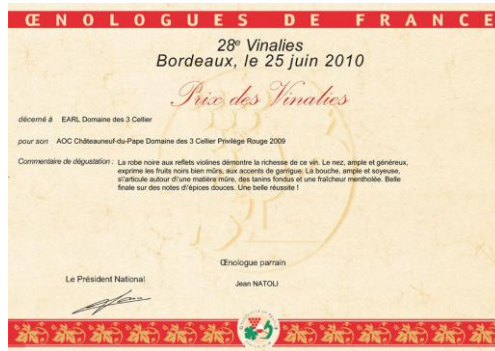 ŒNOLOGUES DE FRANCE
28e Vinalies
Bordeaux, le 25 juin 2010
Prix des Vinalies
décerné à EARL Domaine des 3 Cellier
pour son AOC Châteauneuf-du-Pape Domaine des 3 Cellier Privilège Rouge 2009
Commentaire de dégustation : La robe noire aux reflets violines démontre la richesse de ce vin. Le nez, ample et généreux,
exprime les fruits noirs bien mûrs, aux accents de garrigue. La bouche, ample et soyeuse,
s\'articule autour d\'une matière mûre, des tanins fondus et une fraîcheur mentholée. Belle
finale sur des notes d\'épices douces. Une belle réussite !
Œnologue parrain
Le Président National
Jean NATOLI